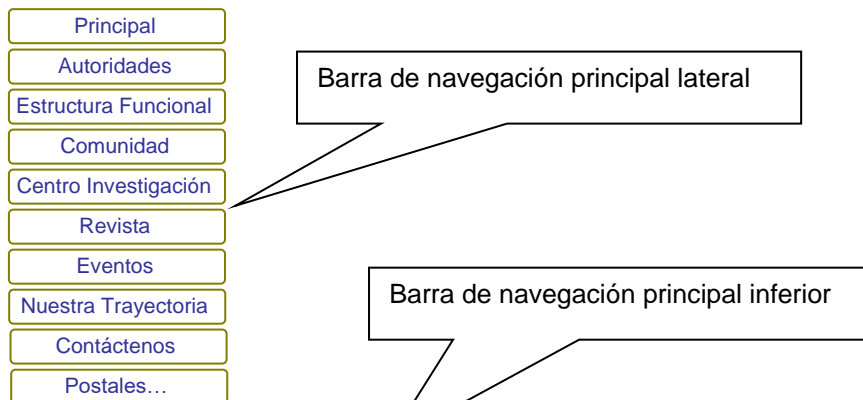 Principal
Autoridades
Estructura Funcional
Comunidad
Centro Investigación
Revista
Eventos
Nuestra Trayectoria
Contáctenos
Postales…
Barra de navegación principal lateral
Barra de navegación principal inferior